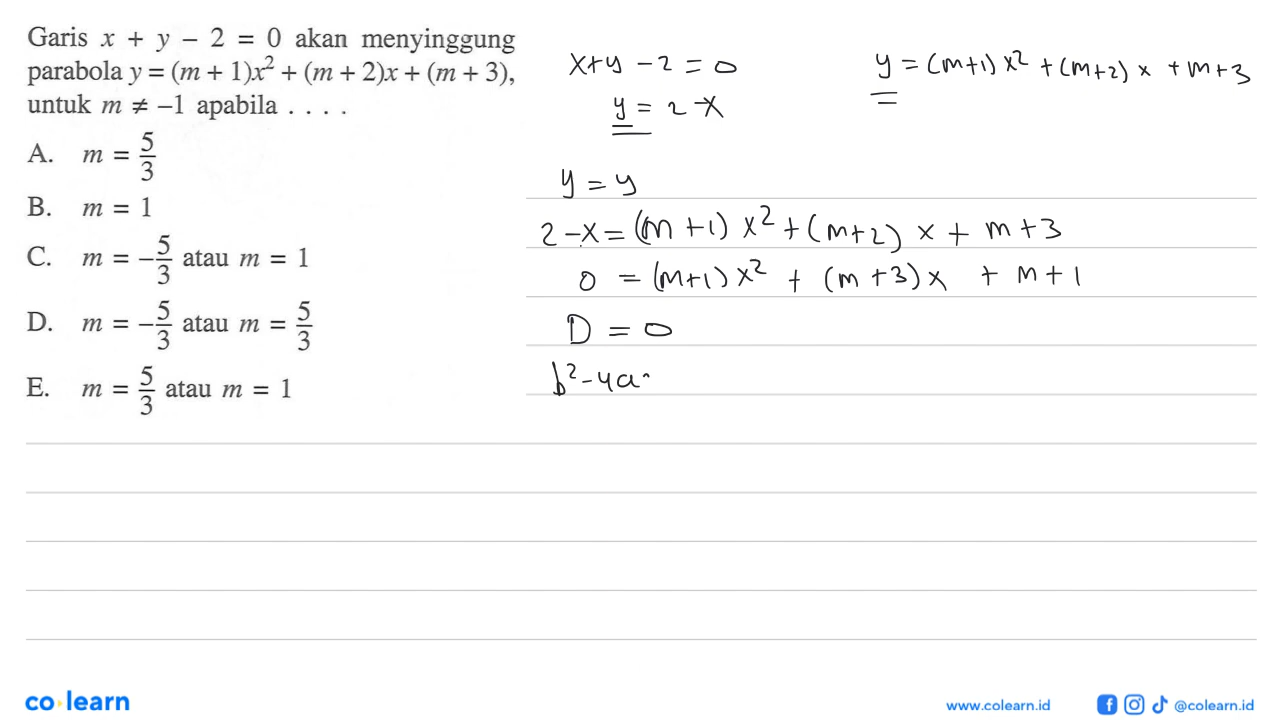 Garis x + y − 2 = 0 akan menyinggung
parabola y = (m + 1)x² + (m + 2)x + (m + 3),
untuk m ≠ −1 apabila . . . .
A. m = 5/3
B. m = 1
C. m = −5/3 atau m = 1
D. m = −5/3 atau m = 5/3
E. m = 5/3 atau m = 1
x+y −2 = 0
y = 2−x
y = (m+1) x² + (m+2) x + m+3
y = y
2−x = (m+1) x² + (m+2) x + m+3
0 = (m+1) x² + (m+3) x + m+1
D = 0
b²−4a
co learn
www.colearn.id
@colearn.id